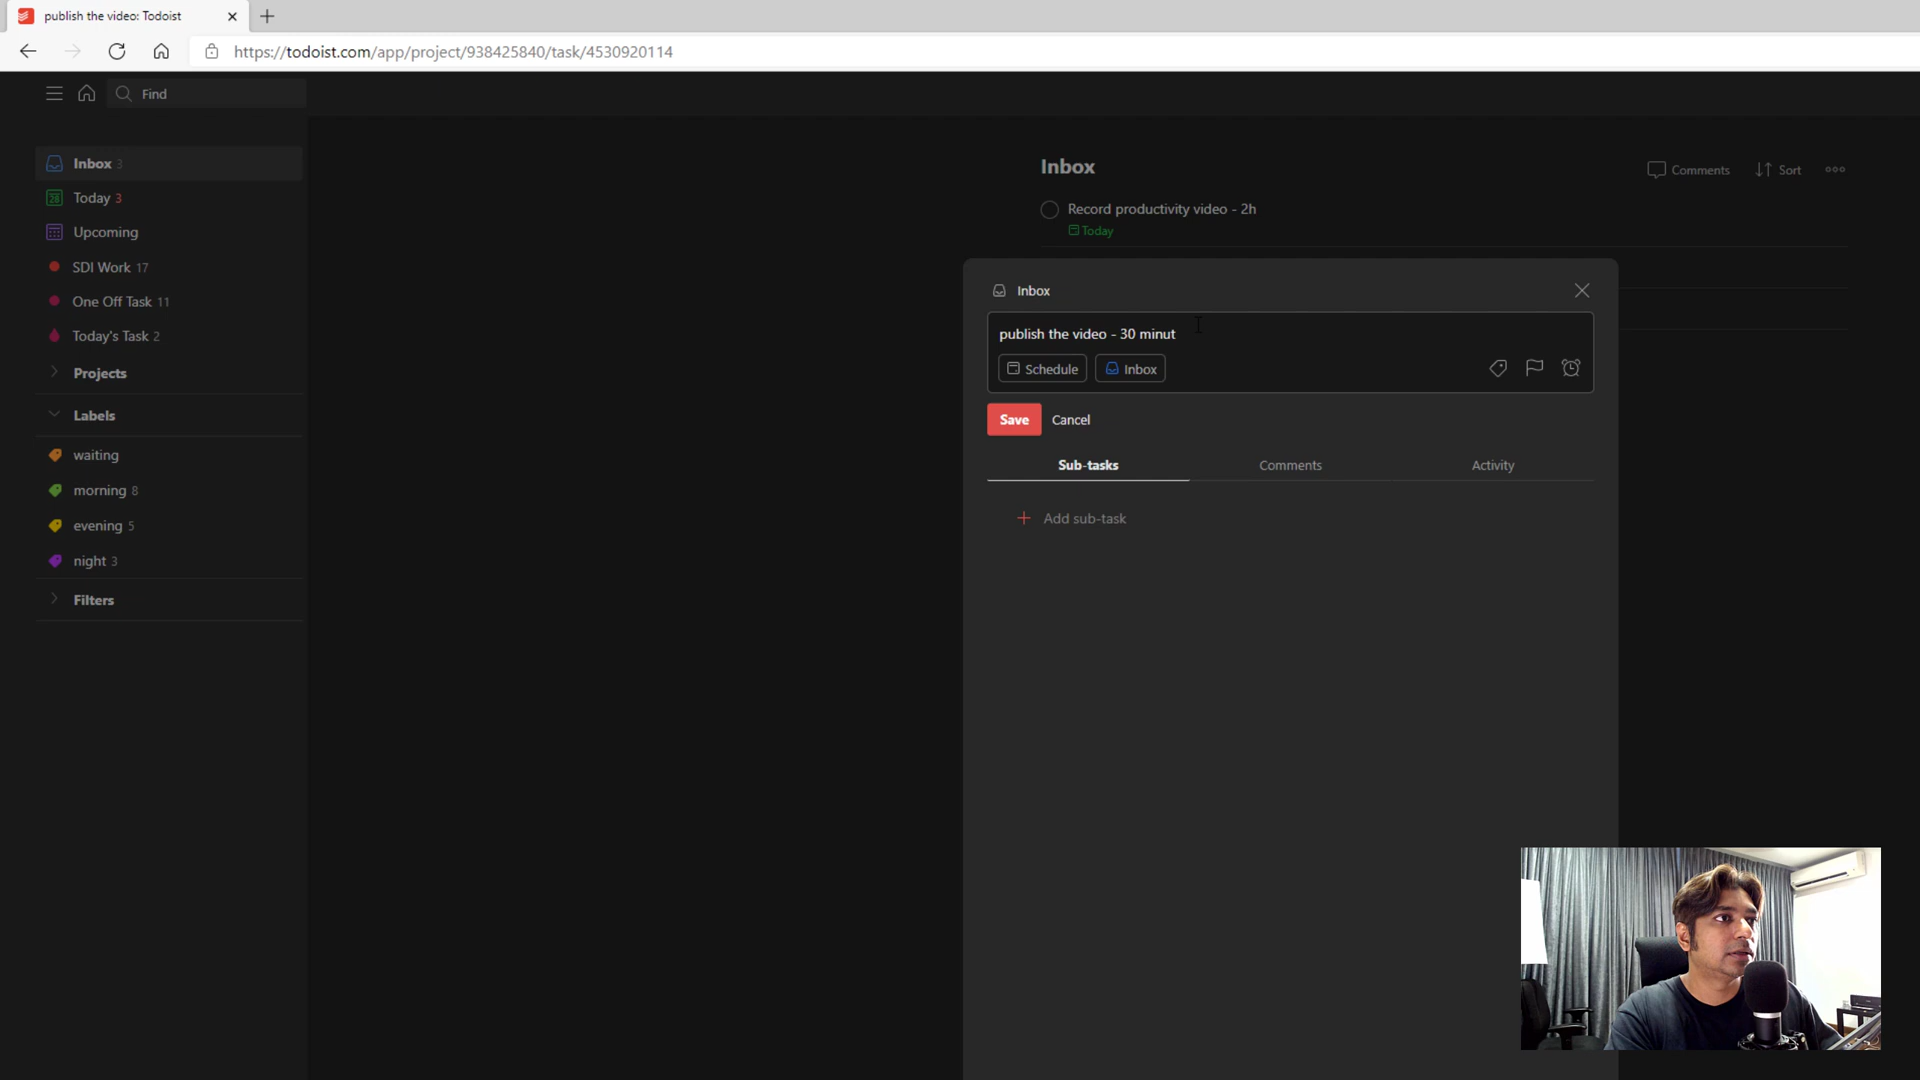 publish the video: Todoist
https://todoist.com/app/project/938425840/task/4530920114
Find
Inbox 3
28 Today 3
Upcoming
SDI Work 17
One Off Task 11
Today's Task 2
Projects
Labels
waiting
morning 8
evening 5
night 3
Filters
Inbox
Comments
Sort
Record productivity video - 2h
Today
Inbox
publish the video - 30 minut
Schedule
Inbox
Save
Cancel
Sub-tasks
Comments
Activity
Add sub-task